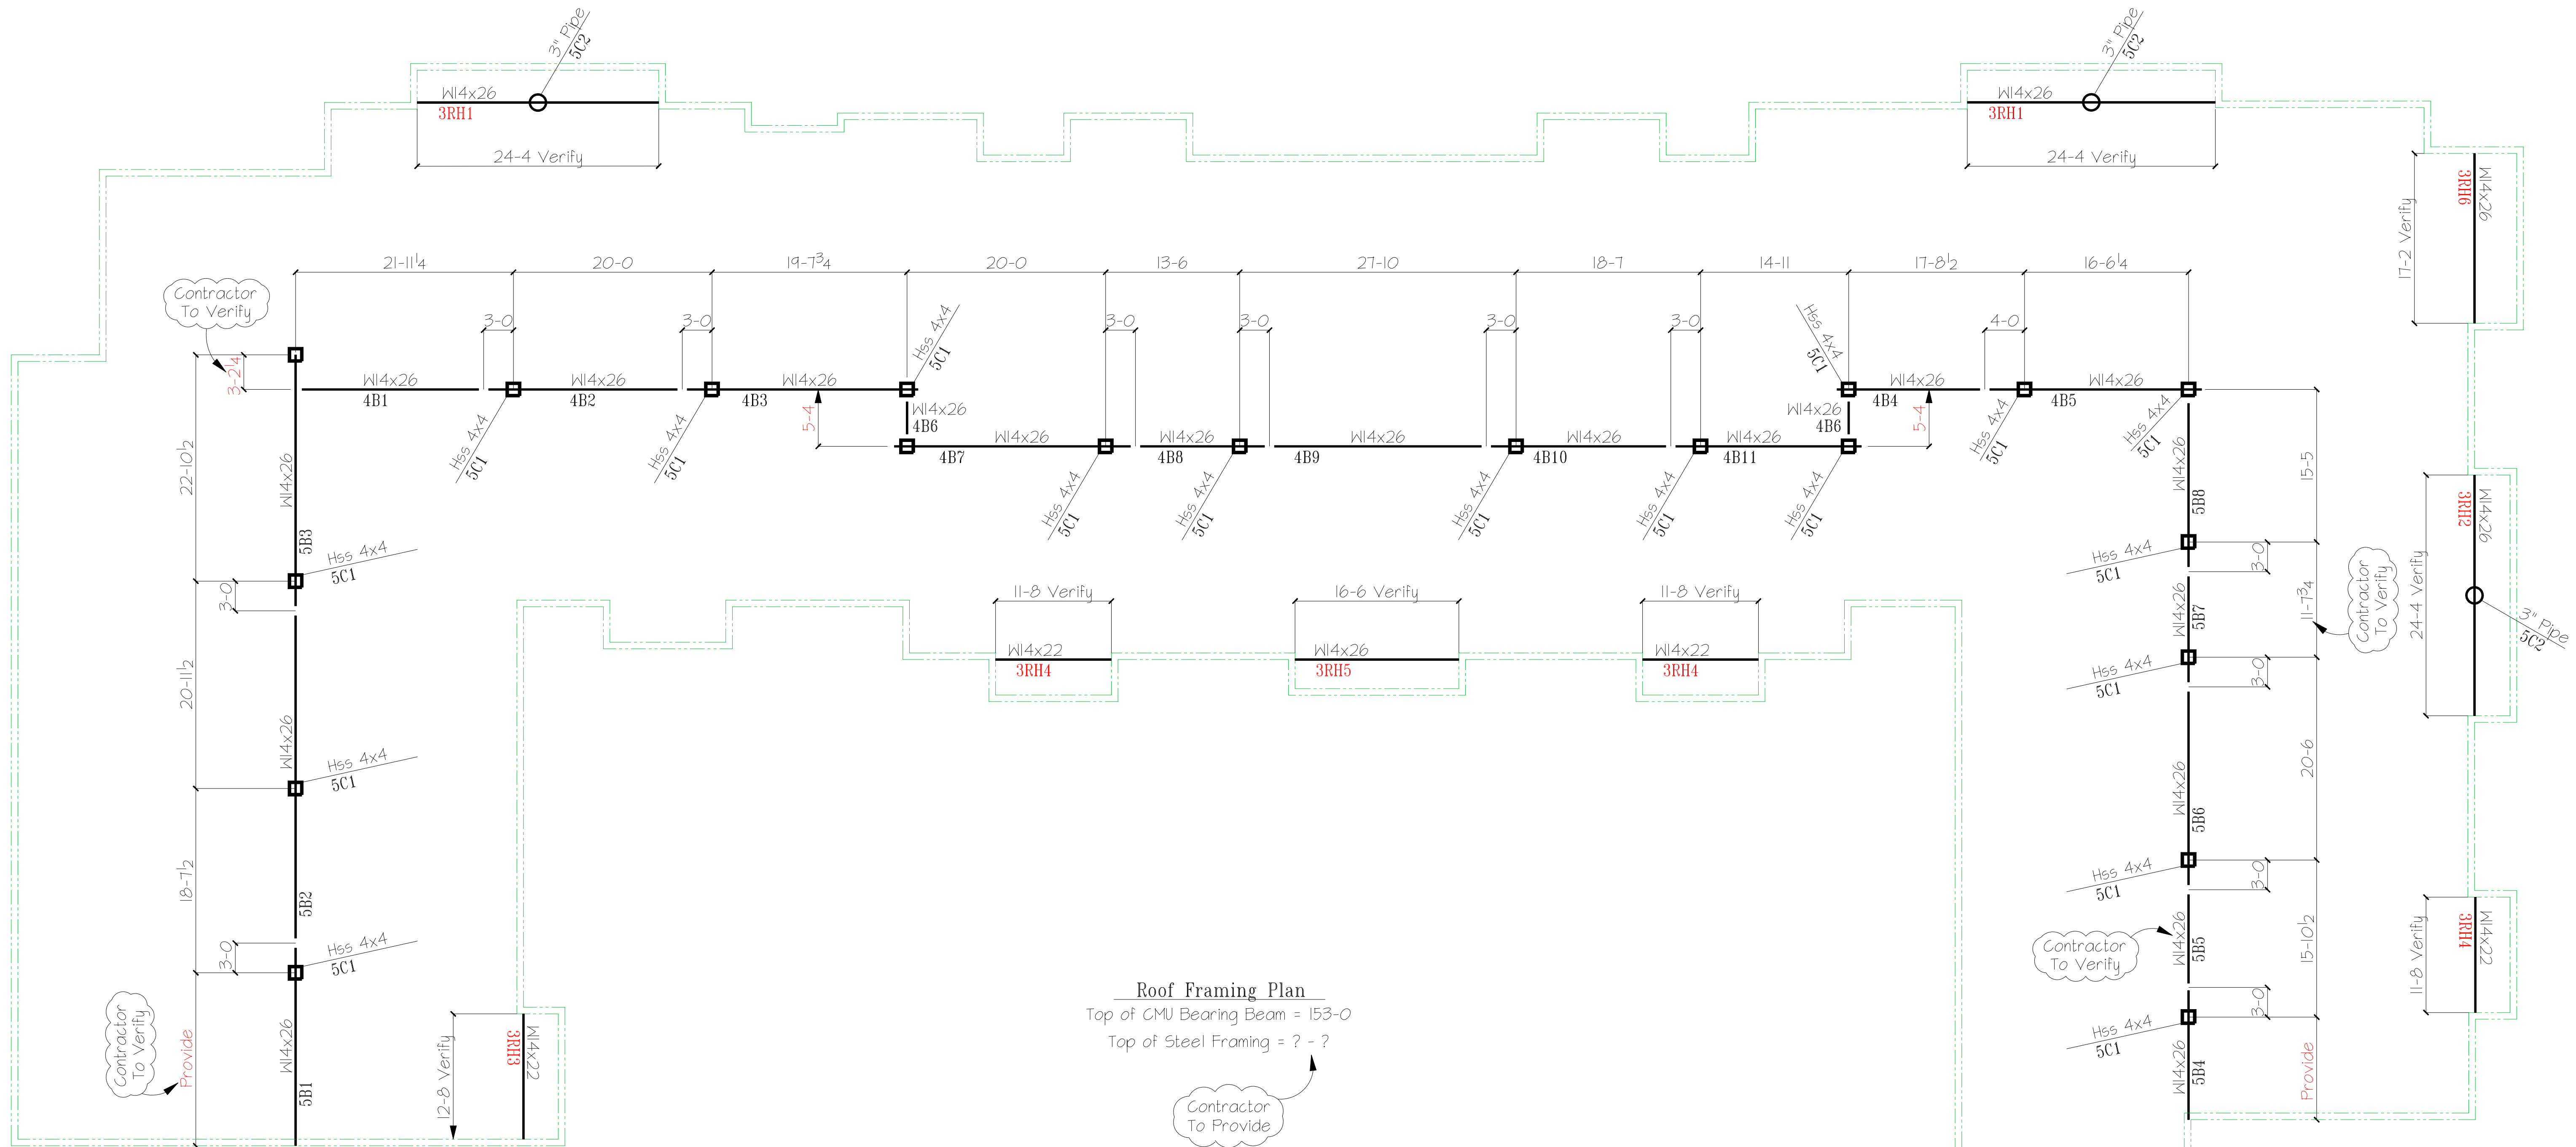 3" Pipe
5C2
3" Pipe
5C2
W14x26
3RH1
24-4 Verify
W14x26
3RH1
24-4 Verify
W14x26
3RH6
17-2 Verify
21-11¼
20-0
19-7¾
20-0
13-6
27-10
18-7
14-11
17-8½
16-6¼
Contractor
To Verify
3-2¼
3-0
3-0
3-0
3-0
3-0
3-0
4-0
Hss 4x4
5C1
Hss 4x4
5C1
W14x26
4B1
W14x26
4B2
W14x26
4B3
W14x26
4B4
W14x26
4B5
5-4
W14x26
4B6
W14x26
4B6
5-4
W14x26
4B7
W14x26
4B8
W14x26
4B9
W14x26
4B10
W14x26
4B11
Hss 4x4
5C1
Hss 4x4
5C1
Hss 4x4
5C1
Hss 4x4
5C1
Hss 4x4
5C1
Hss 4x4
5C1
Hss 4x4
5C1
Hss 4x4
5C1
Hss 4x4
5C1
22-10½
W14x26
5B3
Hss 4x4
5C1
3-0
20-11½
W14x26
Hss 4x4
5C1
18-7½
5B2
3-0
Hss 4x4
5C1
Contractor
To Verify
Provide
W14x26
5B1
12-8 Verify
3RH3
W14x22
11-8 Verify
W14x22
3RH4
16-6 Verify
W14x26
3RH5
11-8 Verify
W14x22
3RH4
Roof Framing Plan
Top of CMU Bearing Beam = 153-0
Top of Steel Framing = ? - ?
Contractor
To Provide
W14x26
5B8
15-5
Hss 4x4
5C1
3-0
W14x26
5B7
11-7¾
Contractor
To Verify
Hss 4x4
5C1
3-0
20-6
W14x26
5B6
Hss 4x4
5C1
3-0
Contractor
To Verify
W14x26
5B5
15-10½
3-0
Hss 4x4
5C1
W14x26
5B4
Provide
24-4 Verify
3RH2
W14x26
3" Pipe
5C2
11-8 Verify
3RH4
W14x22